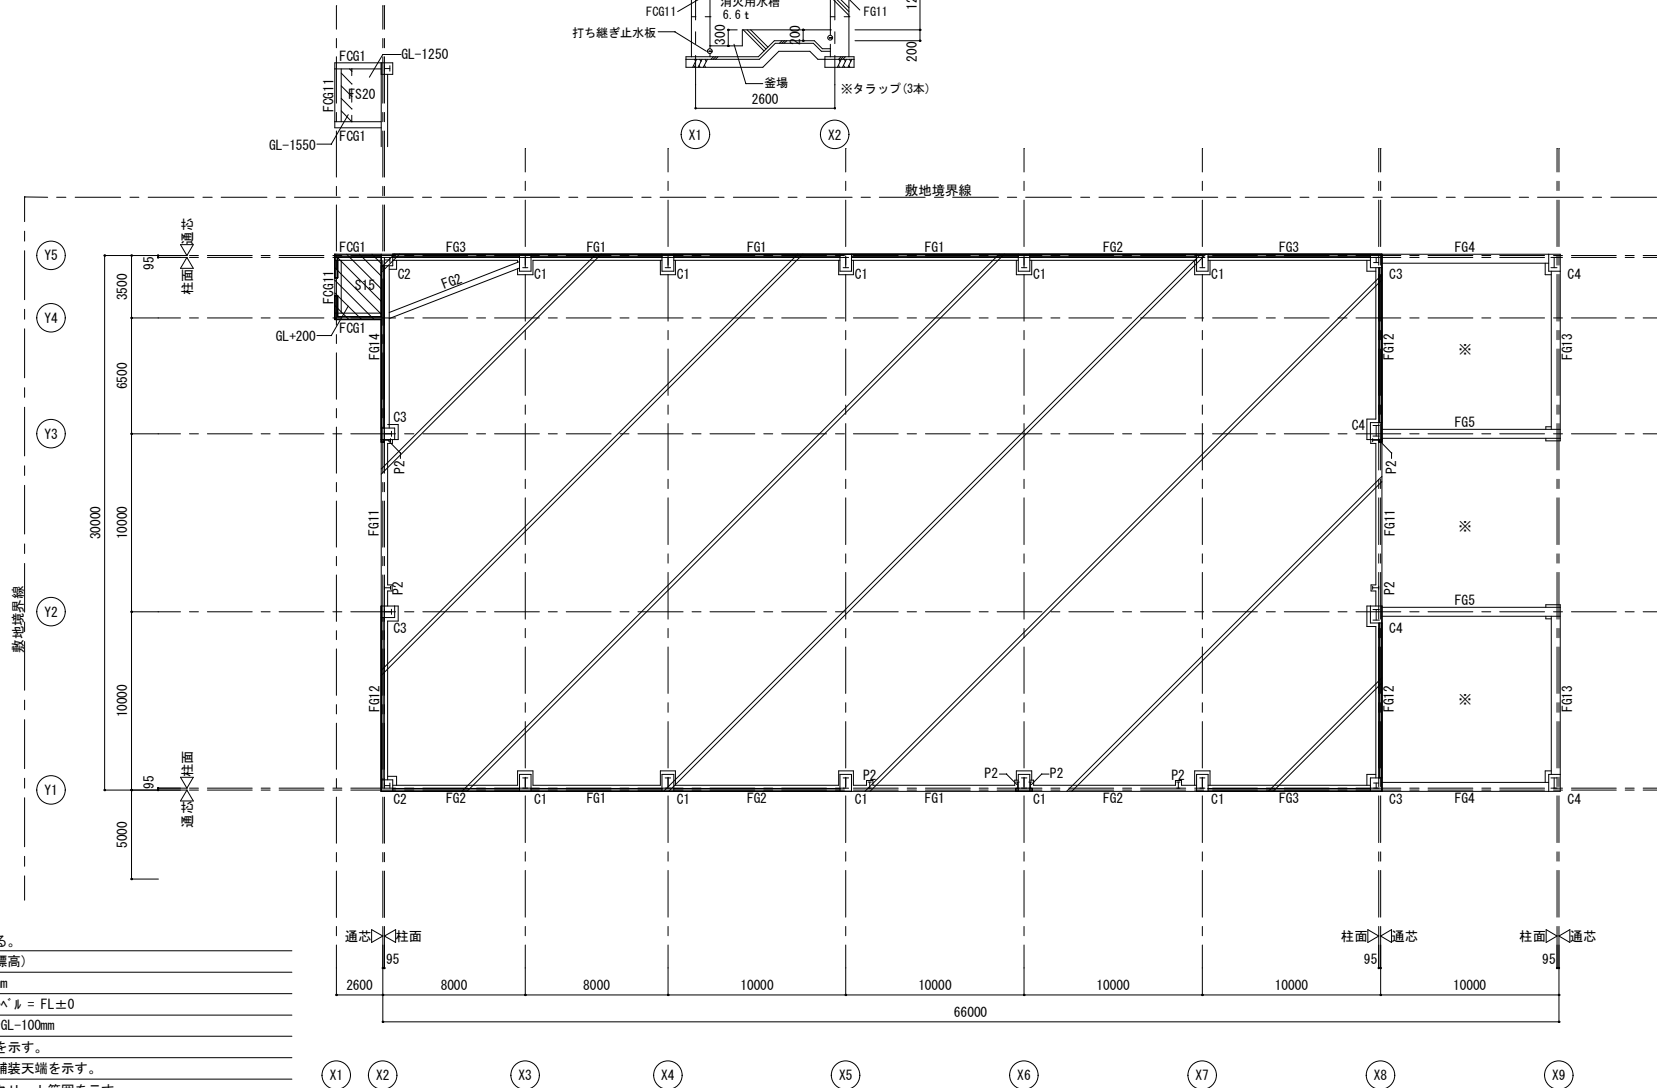 FCG11
消火用水槽
6.6ｔ
FG11
打ち継ぎ止水板
300
200
200
釜場
※タラップ(3本)
2600
X1
X2
FCG1
GL-1250
FCG11
FS20
FCG1
GL-1550
敷地境界線
通芯
柱面
Y5
95
FCG1
FG3
FG1
FG1
FG1
FG2
FG3
FG4
C2
C1
C1
C1
C1
C1
C3
C4
3500
FCG11
S15
FG2
Y4
GL+200
FCG1
FG14
FG12
※
FG13
6500
C3
C4
FG5
Y3
P2
P2
30000
10000
FG11
FG11
※
P2
P2
FG5
Y2
C3
C4
敷地境界線
10000
FG12
FG12
※
FG13
柱面
通芯
95
P2
P2
P2
P2
Y1
C2
FG2
C1
FG1
C1
FG2
C1
FG1
C1
FG2
C1
FG3
C3
FG4
C4
5000
通芯
柱面
95
柱面
通芯
95
柱面
通芯
95
る。
標高)
m
ﾍﾞﾙ = FL±0
GL-100mm
を示す。
舗装天端を示す。
2600
8000
8000
10000
10000
10000
10000
10000
66000
X1
X2
X3
X4
X5
X6
X7
X8
X9